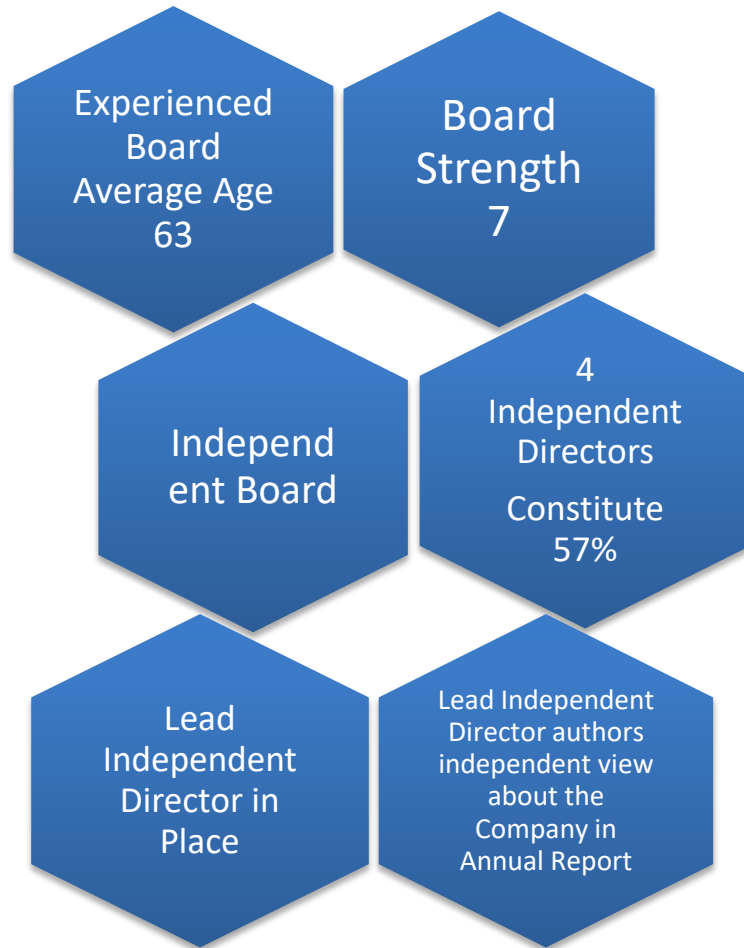 Experienced
Board
Average Age
63
Board
Strength
7
Independ
ent Board
4
Independent
Directors
Constitute
57%
Lead
Independent
Director in
Place
Lead Independent
Director authors
independent view
about the
Company in
Annual Report